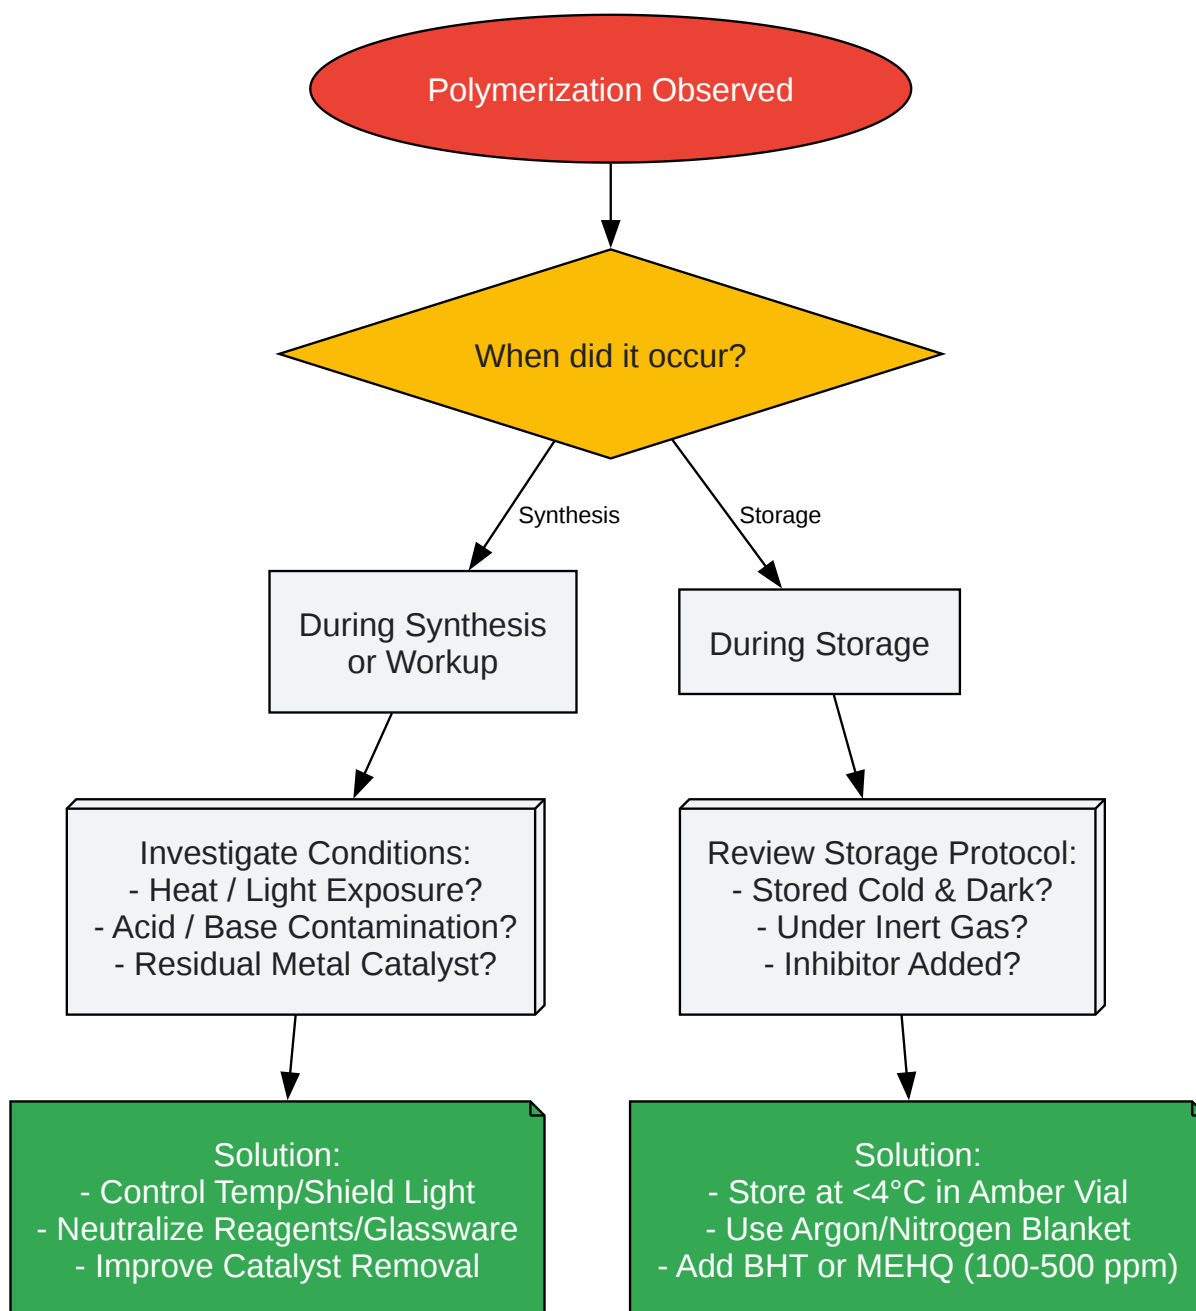 Polymerization Observed
When did it occur?
Synthesis
Storage
During Synthesis
or Workup
During Storage
Investigate Conditions:
- Heat / Light Exposure?
- Acid / Base Contamination?
- Residual Metal Catalyst?
Review Storage Protocol:
- Stored Cold & Dark?
- Under Inert Gas?
- Inhibitor Added?
Solution:
- Control Temp/Shield Light
- Neutralize Reagents/Glassware
- Improve Catalyst Removal
Solution:
- Store at <4°C in Amber Vial
- Use Argon/Nitrogen Blanket
- Add BHT or MEHQ (100-500 ppm)